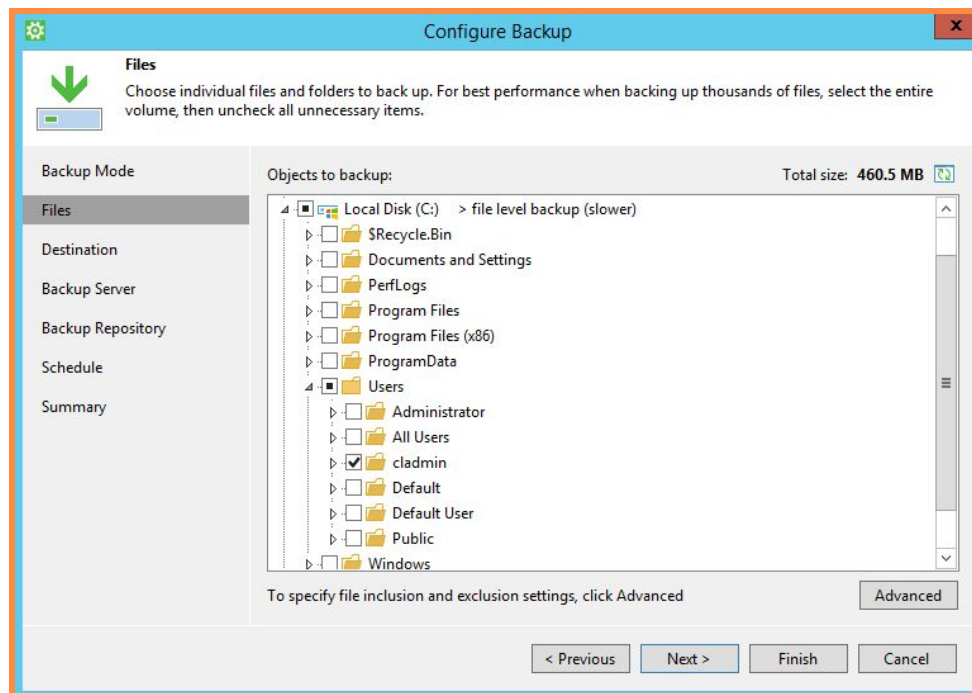 Configure Backup
x
Files
Choose individual files and folders to back up. For best performance when backing up thousands of files, select the entire
volume, then uncheck all unnecessary items.
Backup Mode
Files
Destination
Backup Server
Backup Repository
Schedule
Summary
Objects to backup:
Total size: 460.5 MB
Local Disk (C:) > file level backup (slower)
$Recycle.Bin
Documents and Settings
PerfLogs
Program Files
Program Files (x86)
ProgramData
Users
Administrator
All Users
cladmin
Default
Default User
Public
Windows
To specify file inclusion and exclusion settings, click Advanced
Advanced
< Previous
Next >
Finish
Cancel